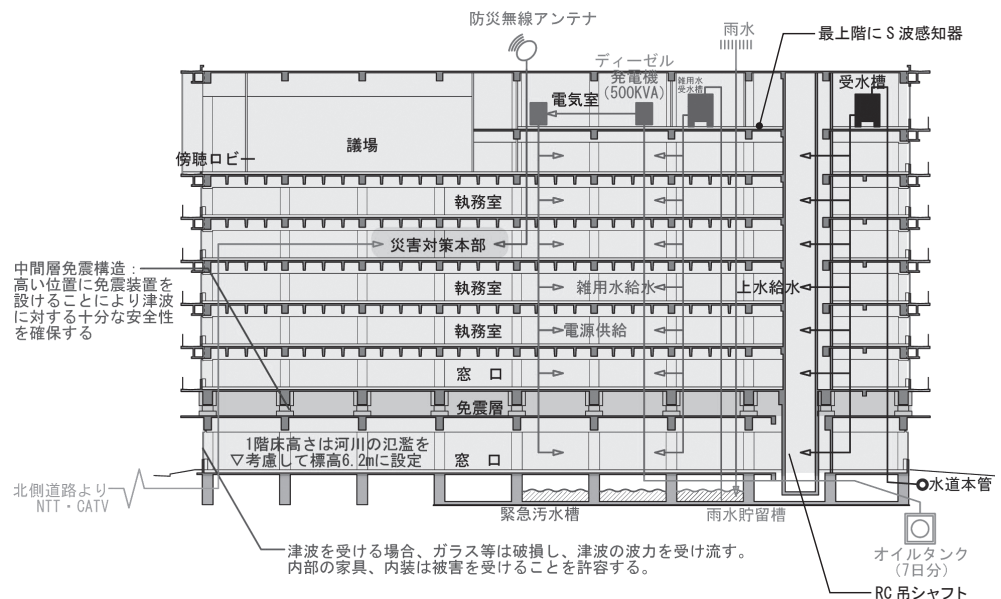 防災無線アンテナ
雨水
最上階にS波感知器
ディーゼル
発電機
(500KVA)
雑用水
受水槽
受水槽
電気室
議場
傍聴ロビー
執務室
災害対策本部
中間層免震構造：
高い位置に免震装置を
設けることにより津波
に対する十分な安全性
を確保する
執務室
雑用水給水
上水給水
執務室
電源供給
窓　口
免震層
1階床高さは河川の氾濫を
▽考慮して標高6.2mに設定
窓　口
北側道路より
NTT・CATV
水道本管
緊急汚水槽
雨水貯留槽
津波を受ける場合、ガラス等は破損し、津波の波力を受け流す。
内部の家具、内装は被害を受けることを許容する。
オイルタンク
(7日分)
RC吊シャフト